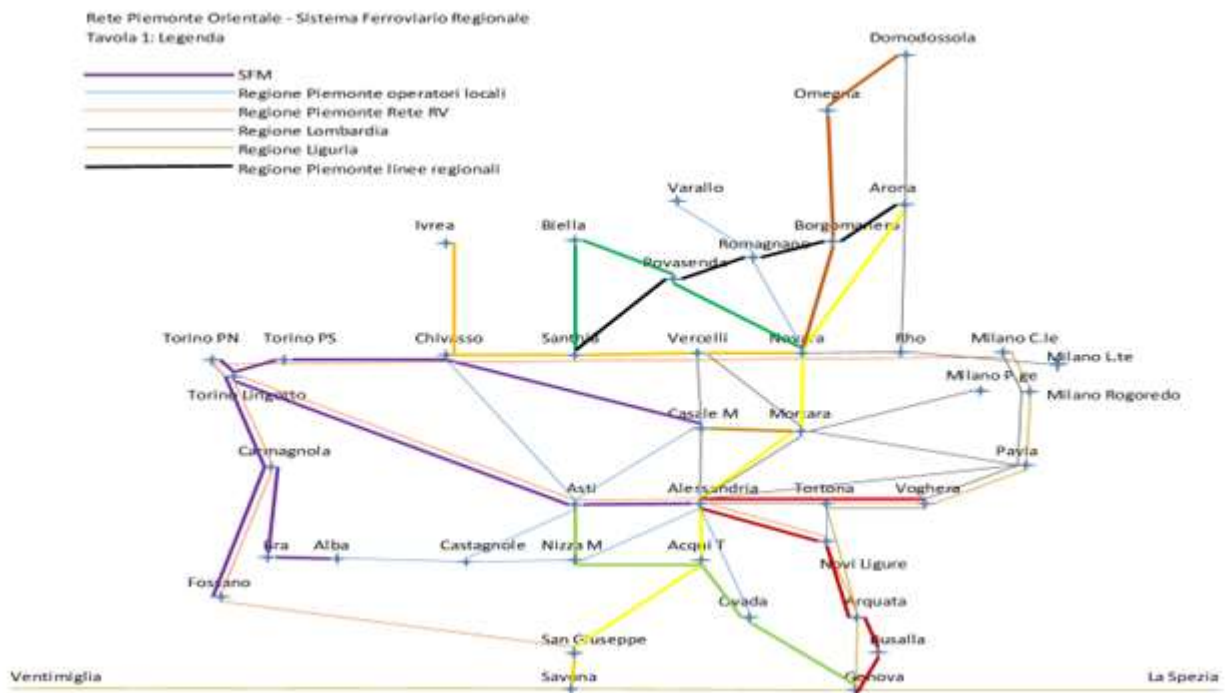 Rete Piemonte Orientale - Sistema Ferroviario Regionale
Tavola 1: Legenda
SFM
Regione Piemonte operatori locali
Regione Piemonte Rete RV
Regione Lombardia
Regione Liguria
Regione Piemonte linee regionali
Domodossola
Omegna
Varallo
Arona
Ivrea
Biella
Borgomanero
Romagnano
Rovasenda
Torino PN
Torino PS
Chivasso
Santhià
Vercelli
Novara
Rho
Milano C.le
Milano L.te
Milano P.ge
Torino Lingotto
Milano Rogoredo
Casale M
Mortara
Carmagnola
Pavia
Asti
Alessandria
Tortona
Voghera
Bra
Alba
Castagnole
Nizza M
Acqui T
Novi Ligure
Fossano
Ovada
Arquata
San Giuseppe
Busalla
Ventimiglia
Savona
Genova
La Spezia